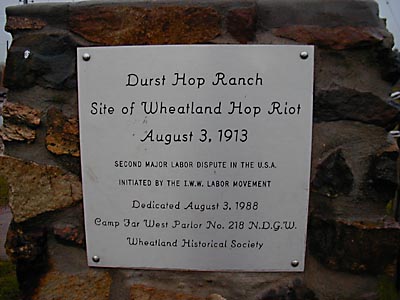 Durst Hop Ranch
Site of Wheatland Hop Riot
August 3, 1913
SECOND MAJOR LABOR DISPUTE IN THE U.S.A.
INITIATED BY THE I.W.W. LABOR MOVEMENT
Dedicated August 3, 1988
Camp Far West Parlor No. 218 N.D.G.W.
Wheatland Historical Society